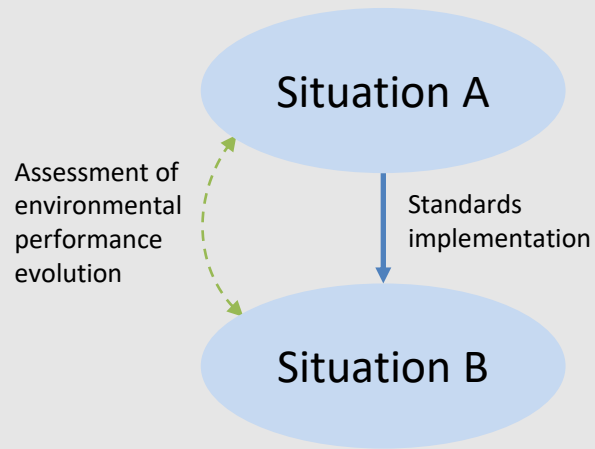 Situation A
Assessment of
environmental
performance
evolution
Standards
implementation
Situation B